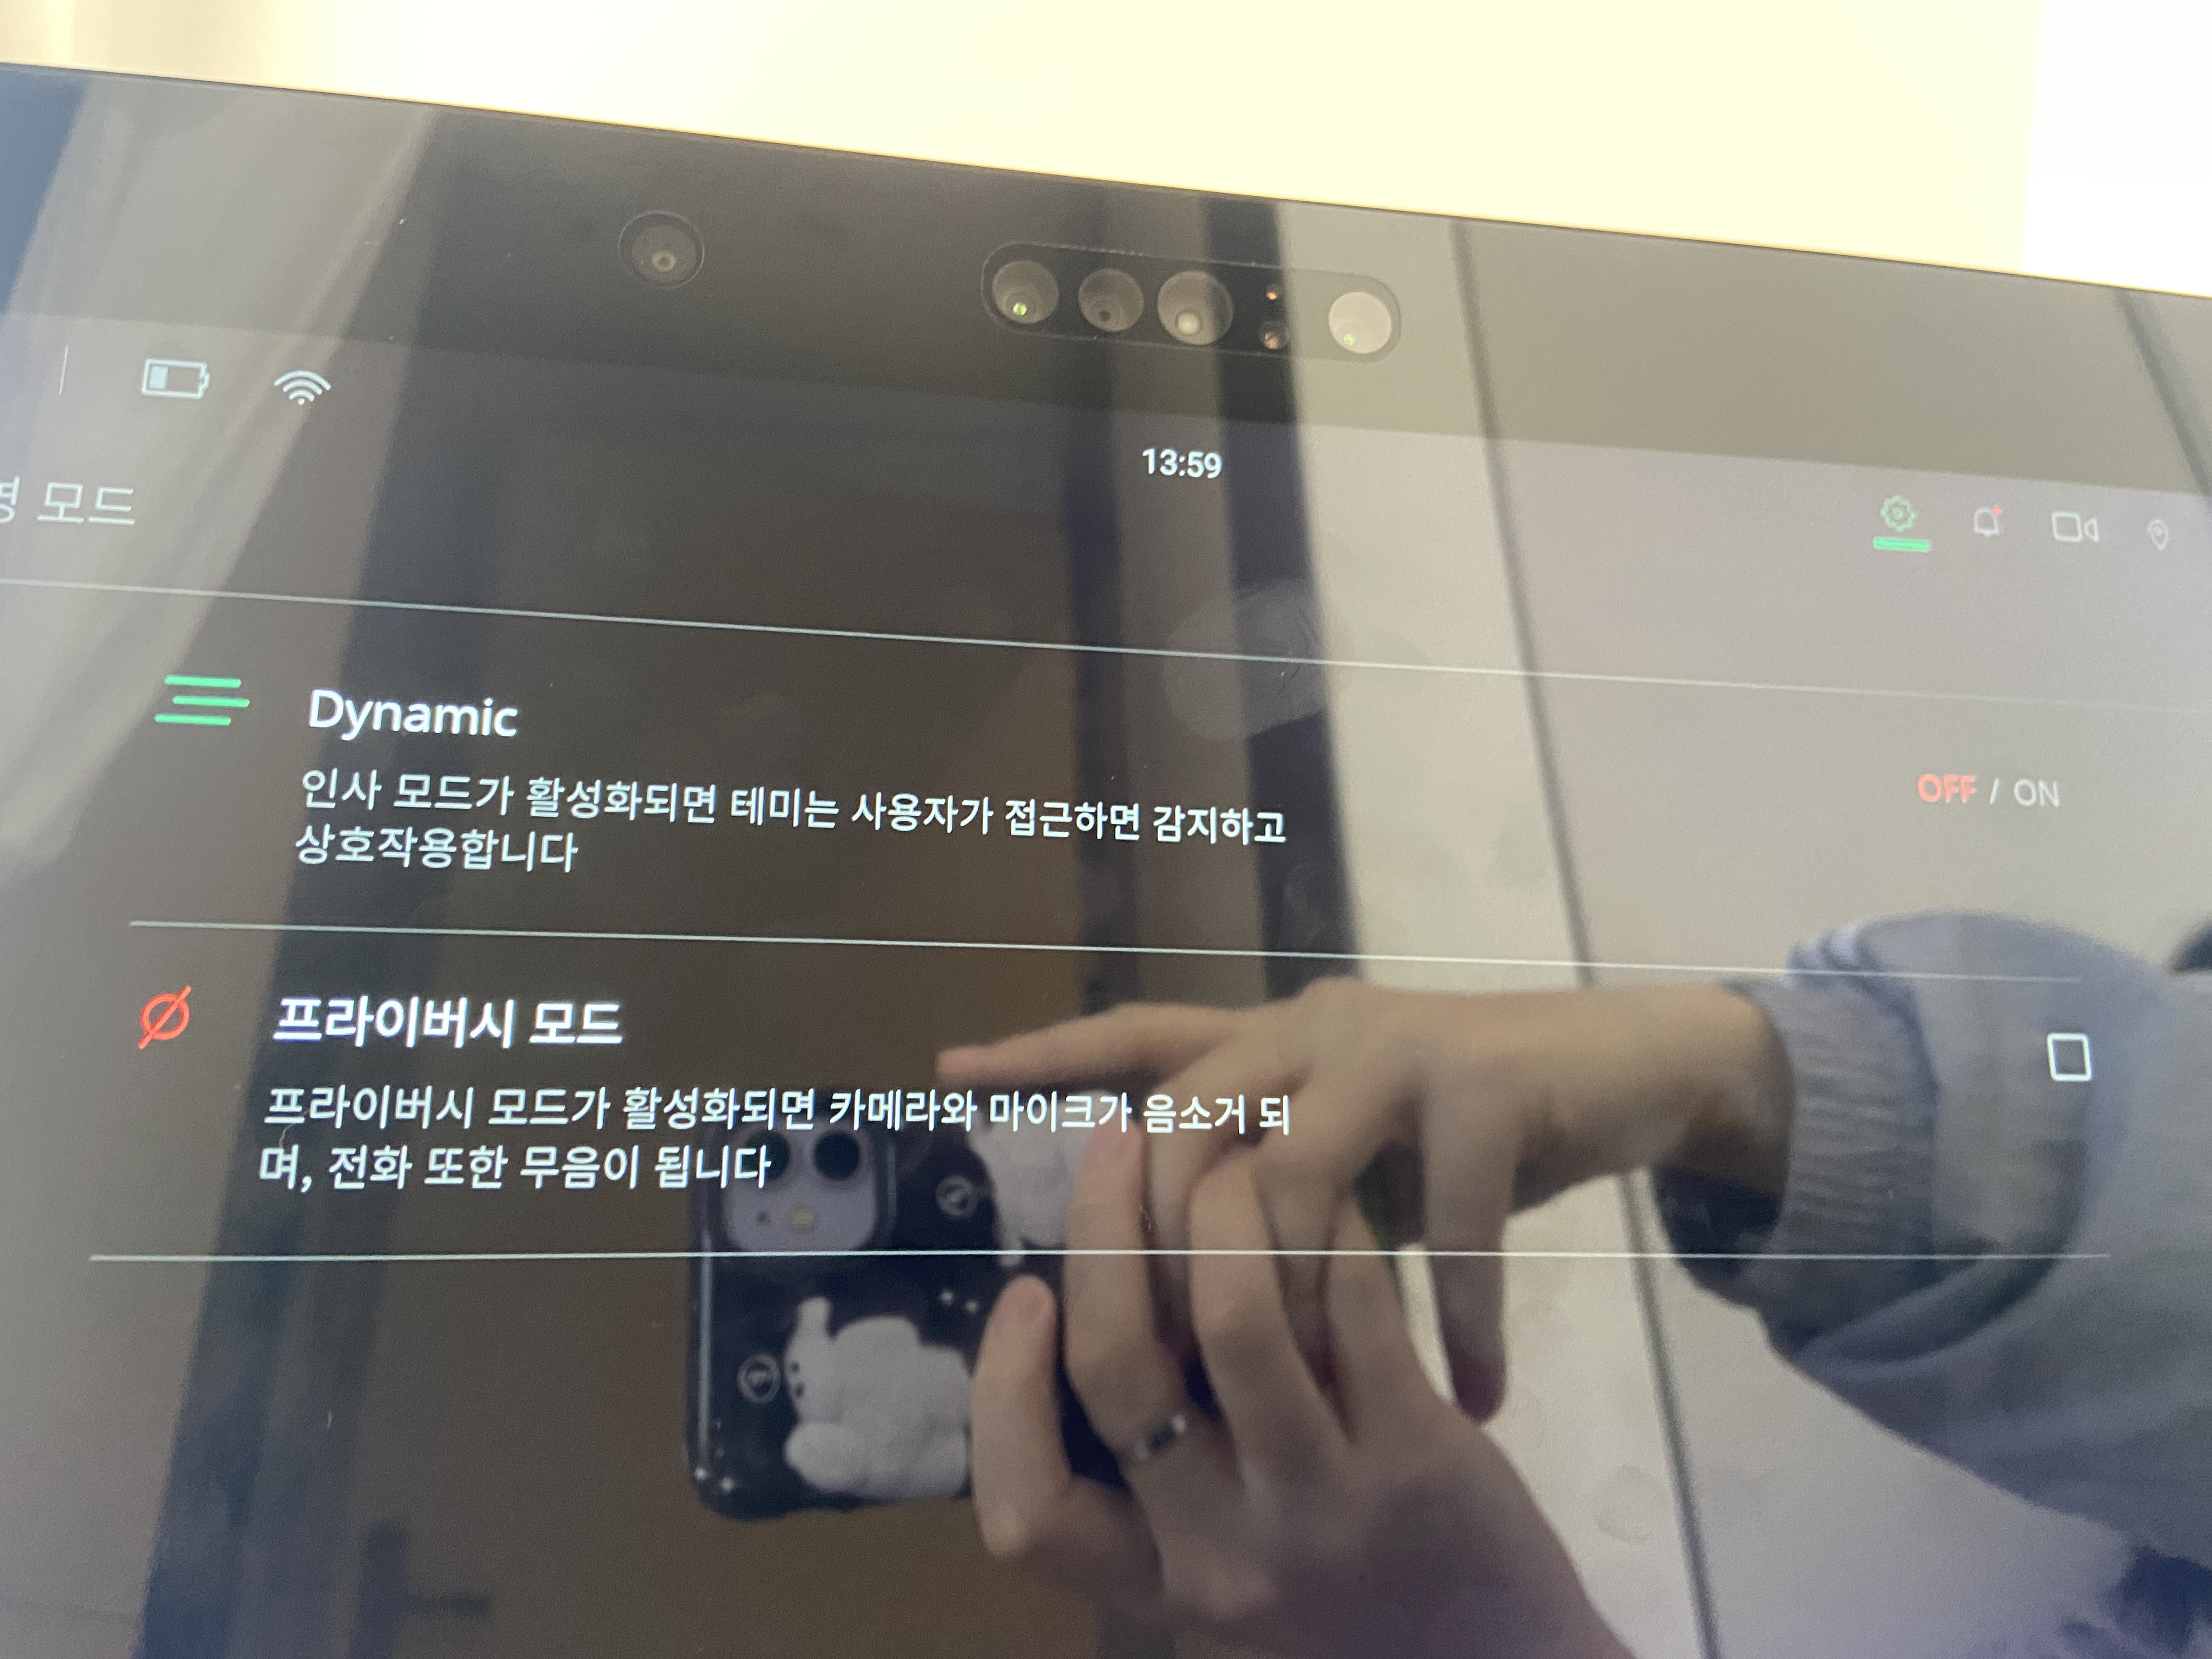 13:59
모드
Dynamic
인사 모드가 활성화되면 테미는 사용자가 접근하면 감지하고
상호작용합니다
OFF / ON
프라이버시 모드
프라이버시 모드가 활성화되면 카메라와 마이크가 음소거 되
며, 전화 또한 무음이 됩니다